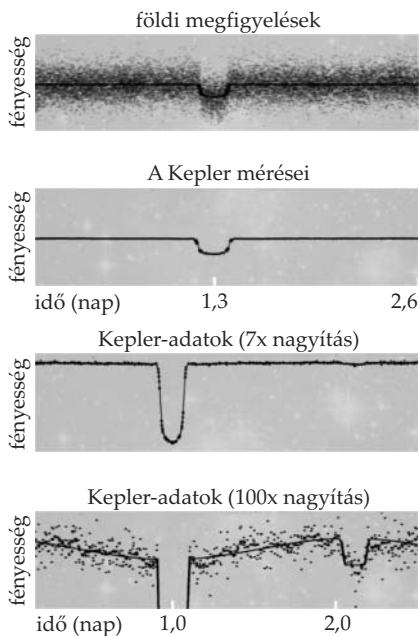 földi megfigyelések
fényesség
A Kepler mérései
fényesség
idő (nap) 1,3 2,6
Kepler-adatok (7x nagyítás)
fényesség
Kepler-adatok (100x nagyítás)
fényesség
idő (nap) 1,0 2,0